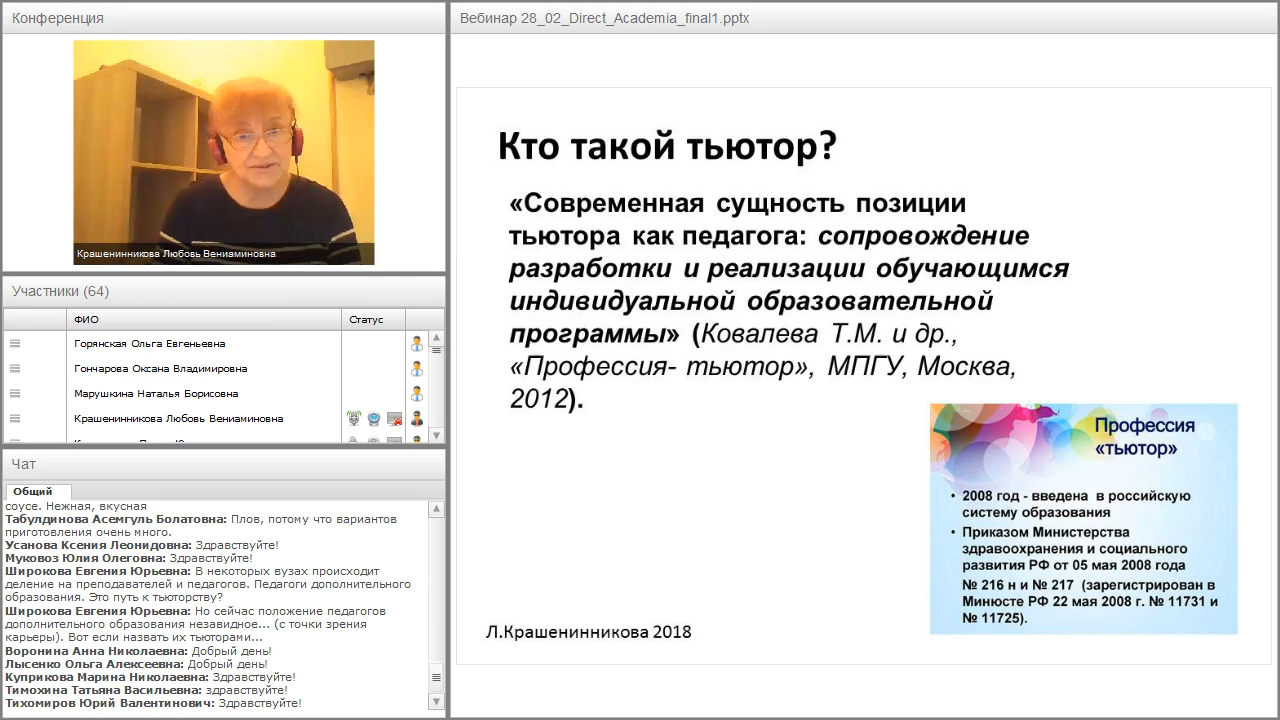 Конференция
Крашенинникова Любовь Вениаминовна
Участники (64)
ФИО
Статус
Горянская Ольга Евгеньевна
Гончарова Оксана Владимировна
Марушкина Наталья Борисовна
Крашенинникова Любовь Вениаминовна
Чат
Общий
соусе. Нежная, вкусная
Табулдинова Асемгуль Болатовна: Плов, потому что вариантов
приготовления очень много.
Усанова Ксения Леонидовна: Здравствуйте!
Муковоз Юлия Олеговна: Здравствуйте!
Широкова Евгения Юрьевна: В некоторых вузах происходит
деление на преподавателей и педагогов. Педагоги дополнительного
образования. Это путь к тьюторству?
Широкова Евгения Юрьевна: Но сейчас положение педагогов
дополнительного образования незавидное... (с точки зрения
карьеры). Вот если назвать их тьюторами...
Воронина Анна Николаевна: Добрый день!
Лысенко Ольга Алексеевна: Добрый день!
Куприкова Марина Николаевна: Здравствуйте!
Тимохина Татьяна Васильевна: здравствуйте!
Тихомиров Юрий Валентинович: Здравствуйте!
Вебинар 28_02_Direct_Academia_final1.pptx
Кто такой тьютор?
«Современная сущность позиции
тьютора как педагога: сопровождение
разработки и реализации обучающимся
индивидуальной образовательной
программы» (Ковалева Т.М. и др.,
«Профессия- тьютор», МПГУ, Москва,
2012).
Профессия
«тьютор»
• 2008 год - введена в российскую
систему образования
• Приказом Министерства
здравоохранения и социального
развития РФ от 05 мая 2008 года
№ 216 н и № 217 (зарегистрирован в
Минюсте РФ 22 мая 2008 г. № 11731 и
№ 11725).
Л.Крашенинникова 2018